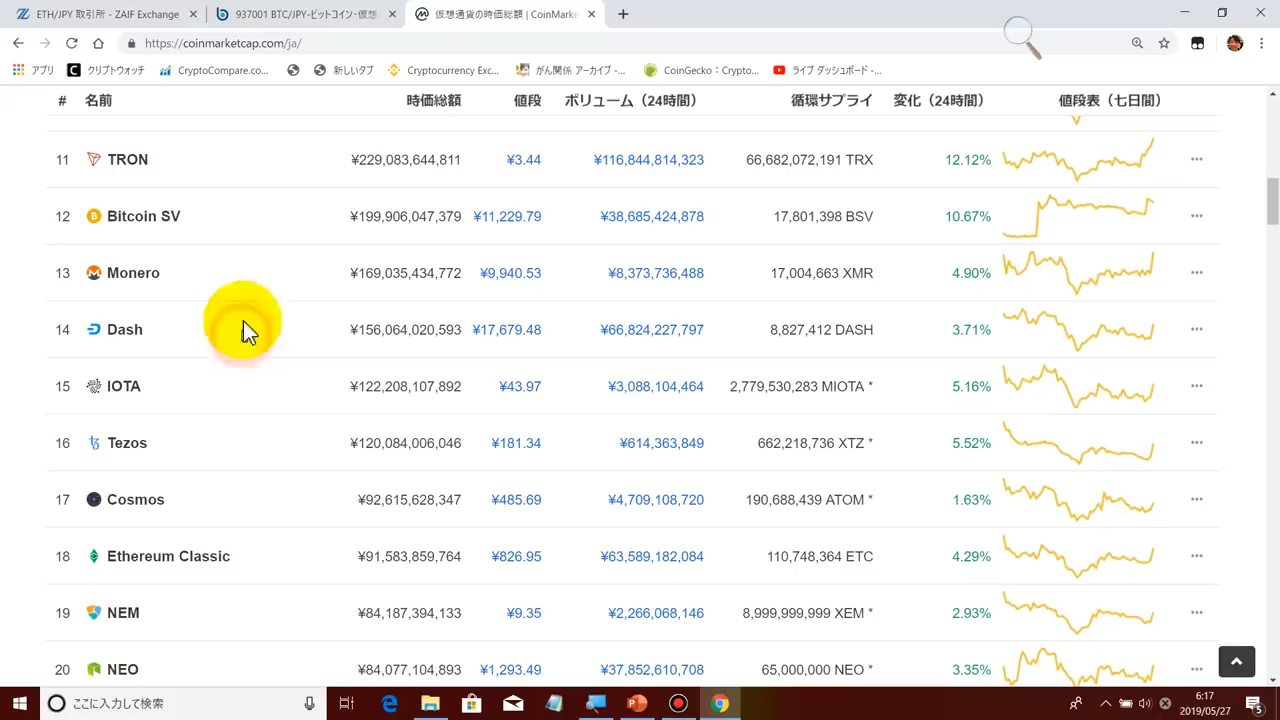 ETH/JPY 取引所 - ZAIF Exchange
937001 BTC/JPY-ビットコイン・仮想
仮想通貨の時価総額 | CoinMarke
https://coinmarketcap.com/ja/
アプリ クリプトウォッチ CryptoCompare.co... 新しいタブ Cryptocurrency Exc... がん関係 アーカイブ -... CoinGecko：Crypto... ライブ ダッシュボード -...
# 名前 時価総額 値段 ボリューム（24時間） 循環サプライ 変化（24時間） 値段表（七日間）
11 TRON ¥229,083,644,811 ¥3.44 ¥116,844,814,323 66,682,072,191 TRX 12.12%
12 Bitcoin SV ¥199,906,047,379 ¥11,229.79 ¥38,685,424,878 17,801,398 BSV 10.67%
13 Monero ¥169,035,434,772 ¥9,940.53 ¥8,373,736,488 17,004,663 XMR 4.90%
14 Dash ¥156,064,020,593 ¥17,679.48 ¥66,824,227,797 8,827,412 DASH 3.71%
15 IOTA ¥122,208,107,892 ¥43.97 ¥3,088,104,464 2,779,530,283 MIOTA * 5.16%
16 Tezos ¥120,084,006,046 ¥181.34 ¥614,363,849 662,218,736 XTZ * 5.52%
17 Cosmos ¥92,615,628,347 ¥485.69 ¥4,709,108,720 190,688,439 ATOM * 1.63%
18 Ethereum Classic ¥91,583,859,764 ¥826.95 ¥63,589,182,084 110,748,364 ETC 4.29%
19 NEM ¥84,187,394,133 ¥9.35 ¥2,266,068,146 8,999,999,999 XEM * 2.93%
20 NEO ¥84,077,104,893 ¥1,293.49 ¥37,852,610,708 65,000,000 NEO * 3.35%
ここに入力して検索
6:17
2019/05/27
5